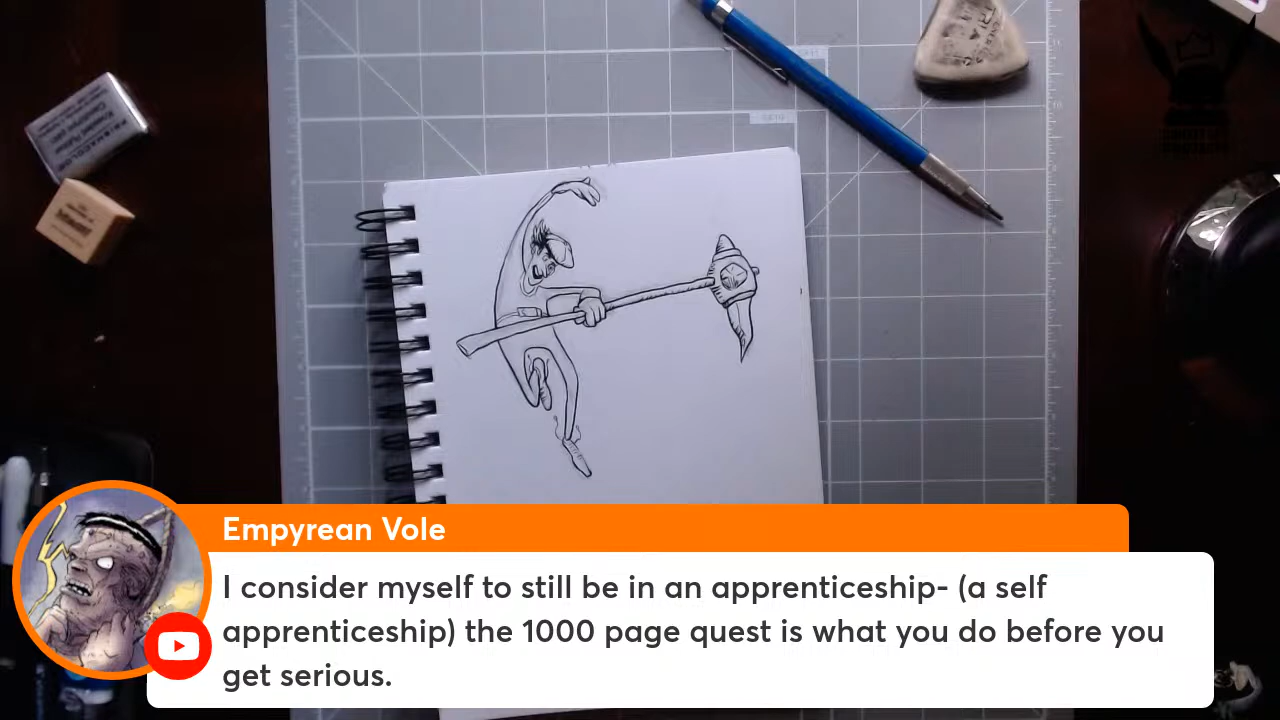 Empyrean Vole
I consider myself to still be in an apprenticeship- (a self
apprenticeship) the 1000 page quest is what you do before you
get serious.